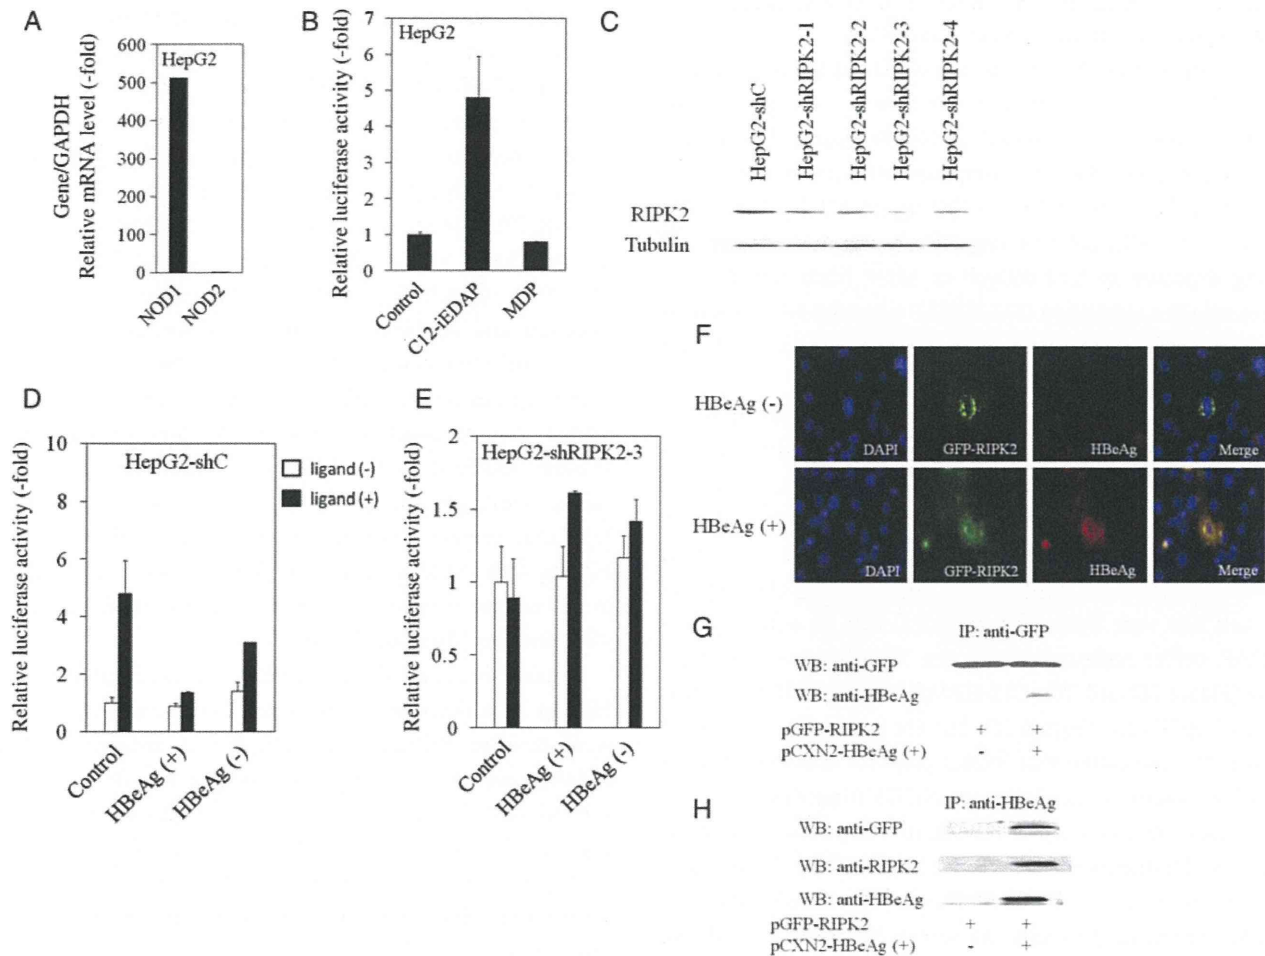 A
Gene/GAPDH
Relative mRNA level (-fold)
600
500
400
300
200
100
0
HepG2
NOD1
NOD2
B
Relative luciferase activity (-fold)
7
6
5
4
3
2
1
0
HepG2
Control
C12-iEDAP
MDP
C
HepG2-shC
HepG2-shRIPK2-1
HepG2-shRIPK2-2
HepG2-shRIPK2-3
HepG2-shRIPK2-4
RIPK2
Tubulin
D
Relative luciferase activity (-fold)
10
8
6
4
2
0
HepG2-shC
ligand (-)
ligand (+)
Control
HBeAg (+)
HBeAg (-)
E
Relative luciferase activity (-fold)
2
1.5
1
0.5
0
HepG2-shRIPK2-3
Control
HBeAg (+)
HBeAg (-)
F
HBeAg (-)
DAPI
GFP-RIPK2
HBeAg
Merge
HBeAg (+)
DAPI
GFP-RIPK2
HBeAg
Merge
G
IP: anti-GFP
WB: anti-GFP
WB: anti-HBeAg
pGFP-RIPK2 + +
pCXN2-HBeAg (+) - +
H
IP: anti-HBeAg
WB: anti-GFP
WB: anti-RIPK2
WB: anti-HBeAg
pGFP-RIPK2 + +
pCXN2-HBeAg (+) - +